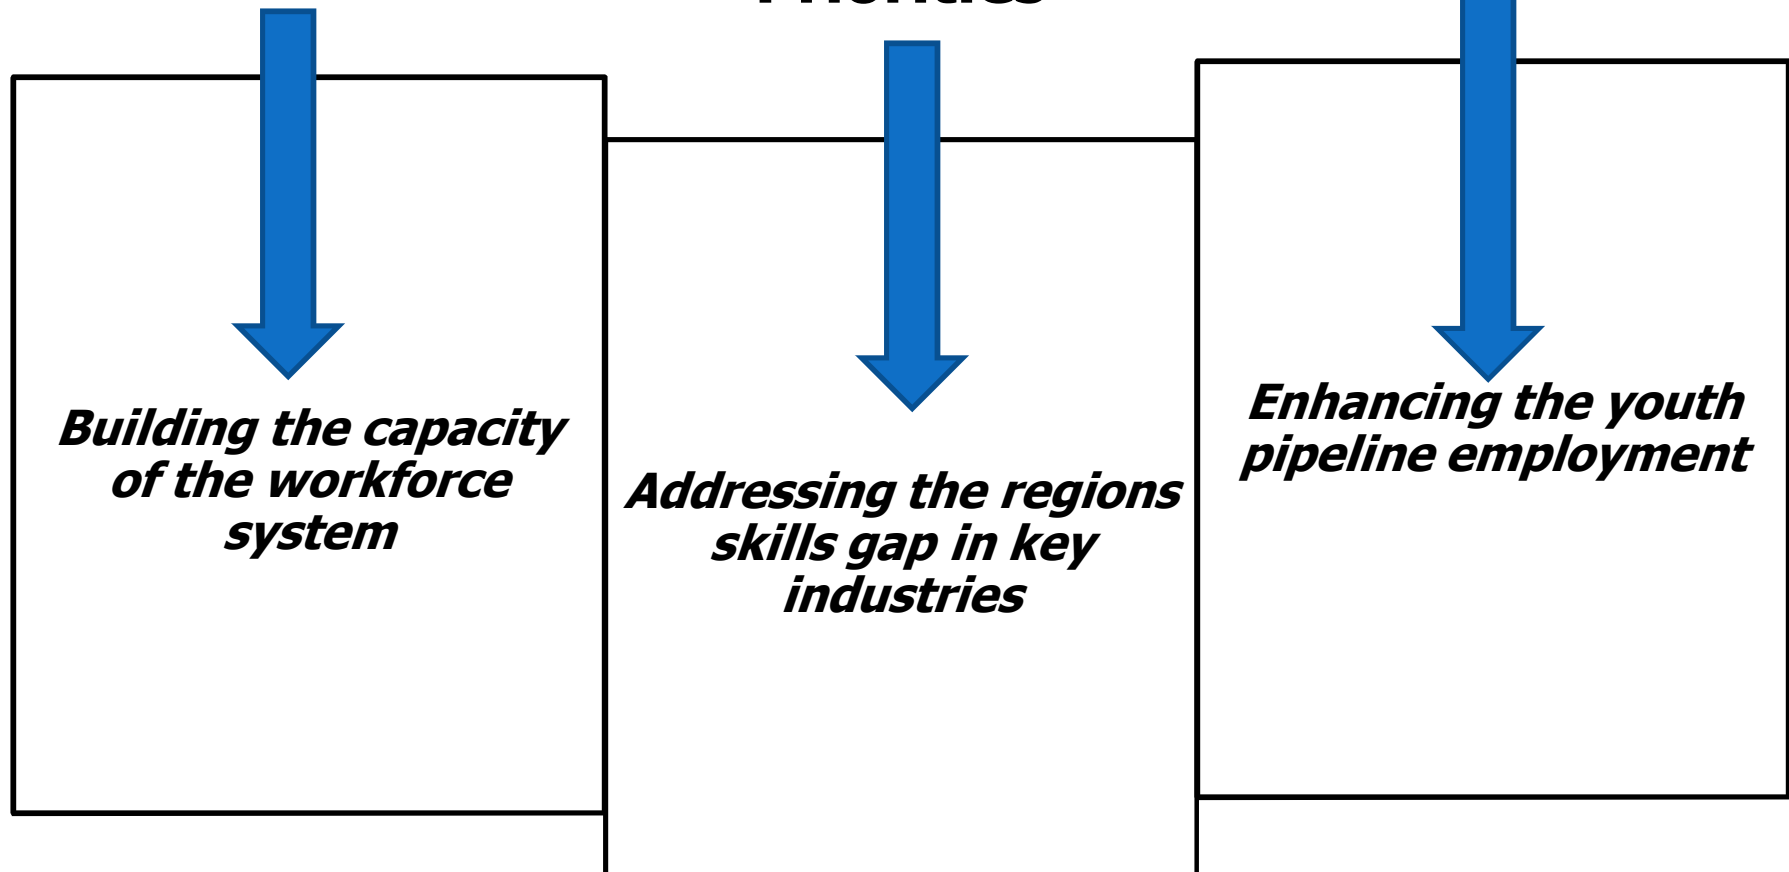 Priorities
Building the capacity
of the workforce
system
Addressing the regions
skills gap in key
industries
Enhancing the youth
pipeline employment